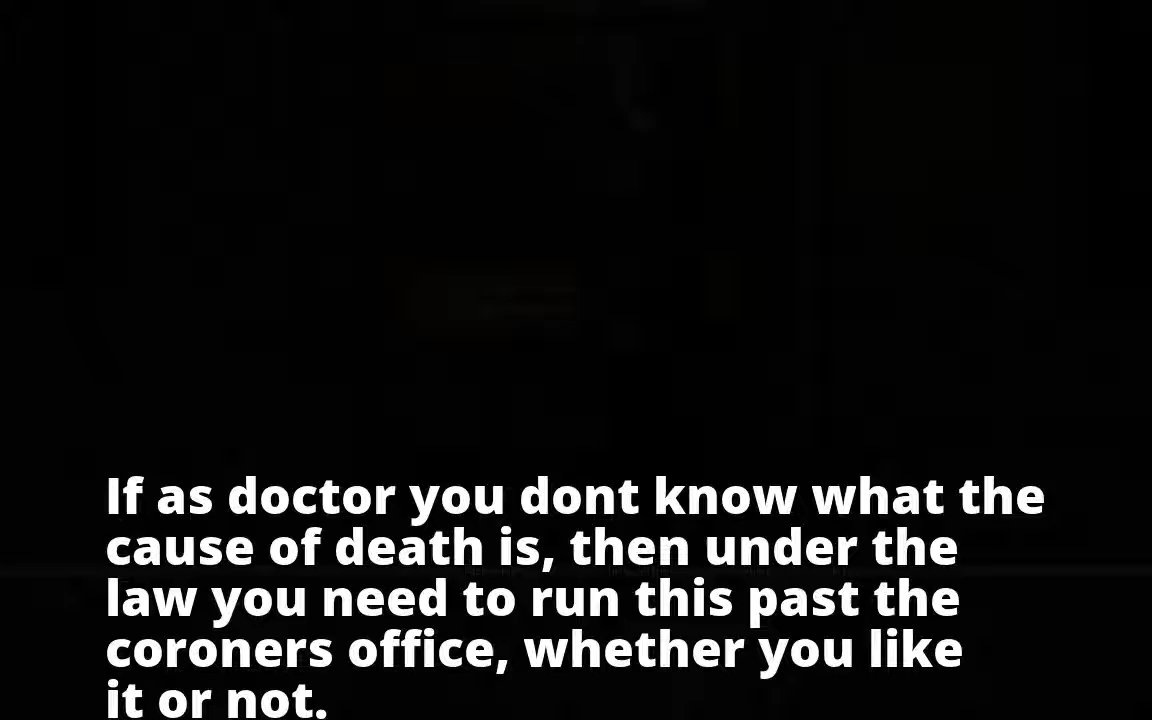 If as doctor you dont know what the
cause of death is, then under the
law you need to run this past the
coroners office, whether you like
it or not.